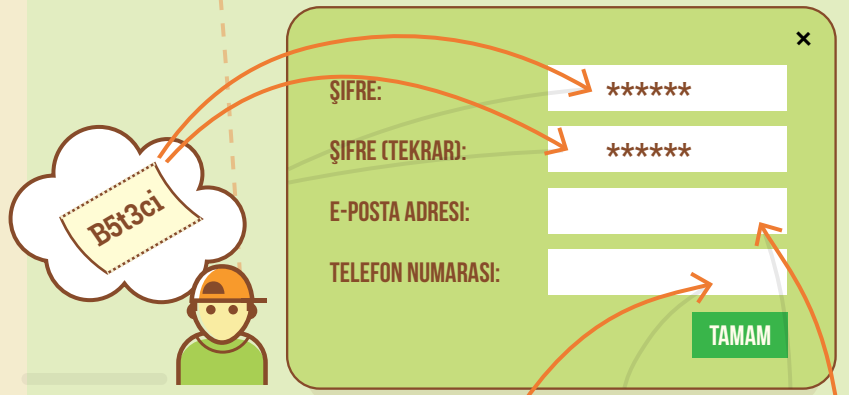 ×
ŞIFRE: ******
ŞIFRE (TEKRAR): ******
B5t3ci
E-POSTA ADRESI:
TELEFON NUMARASI:
TAMAM